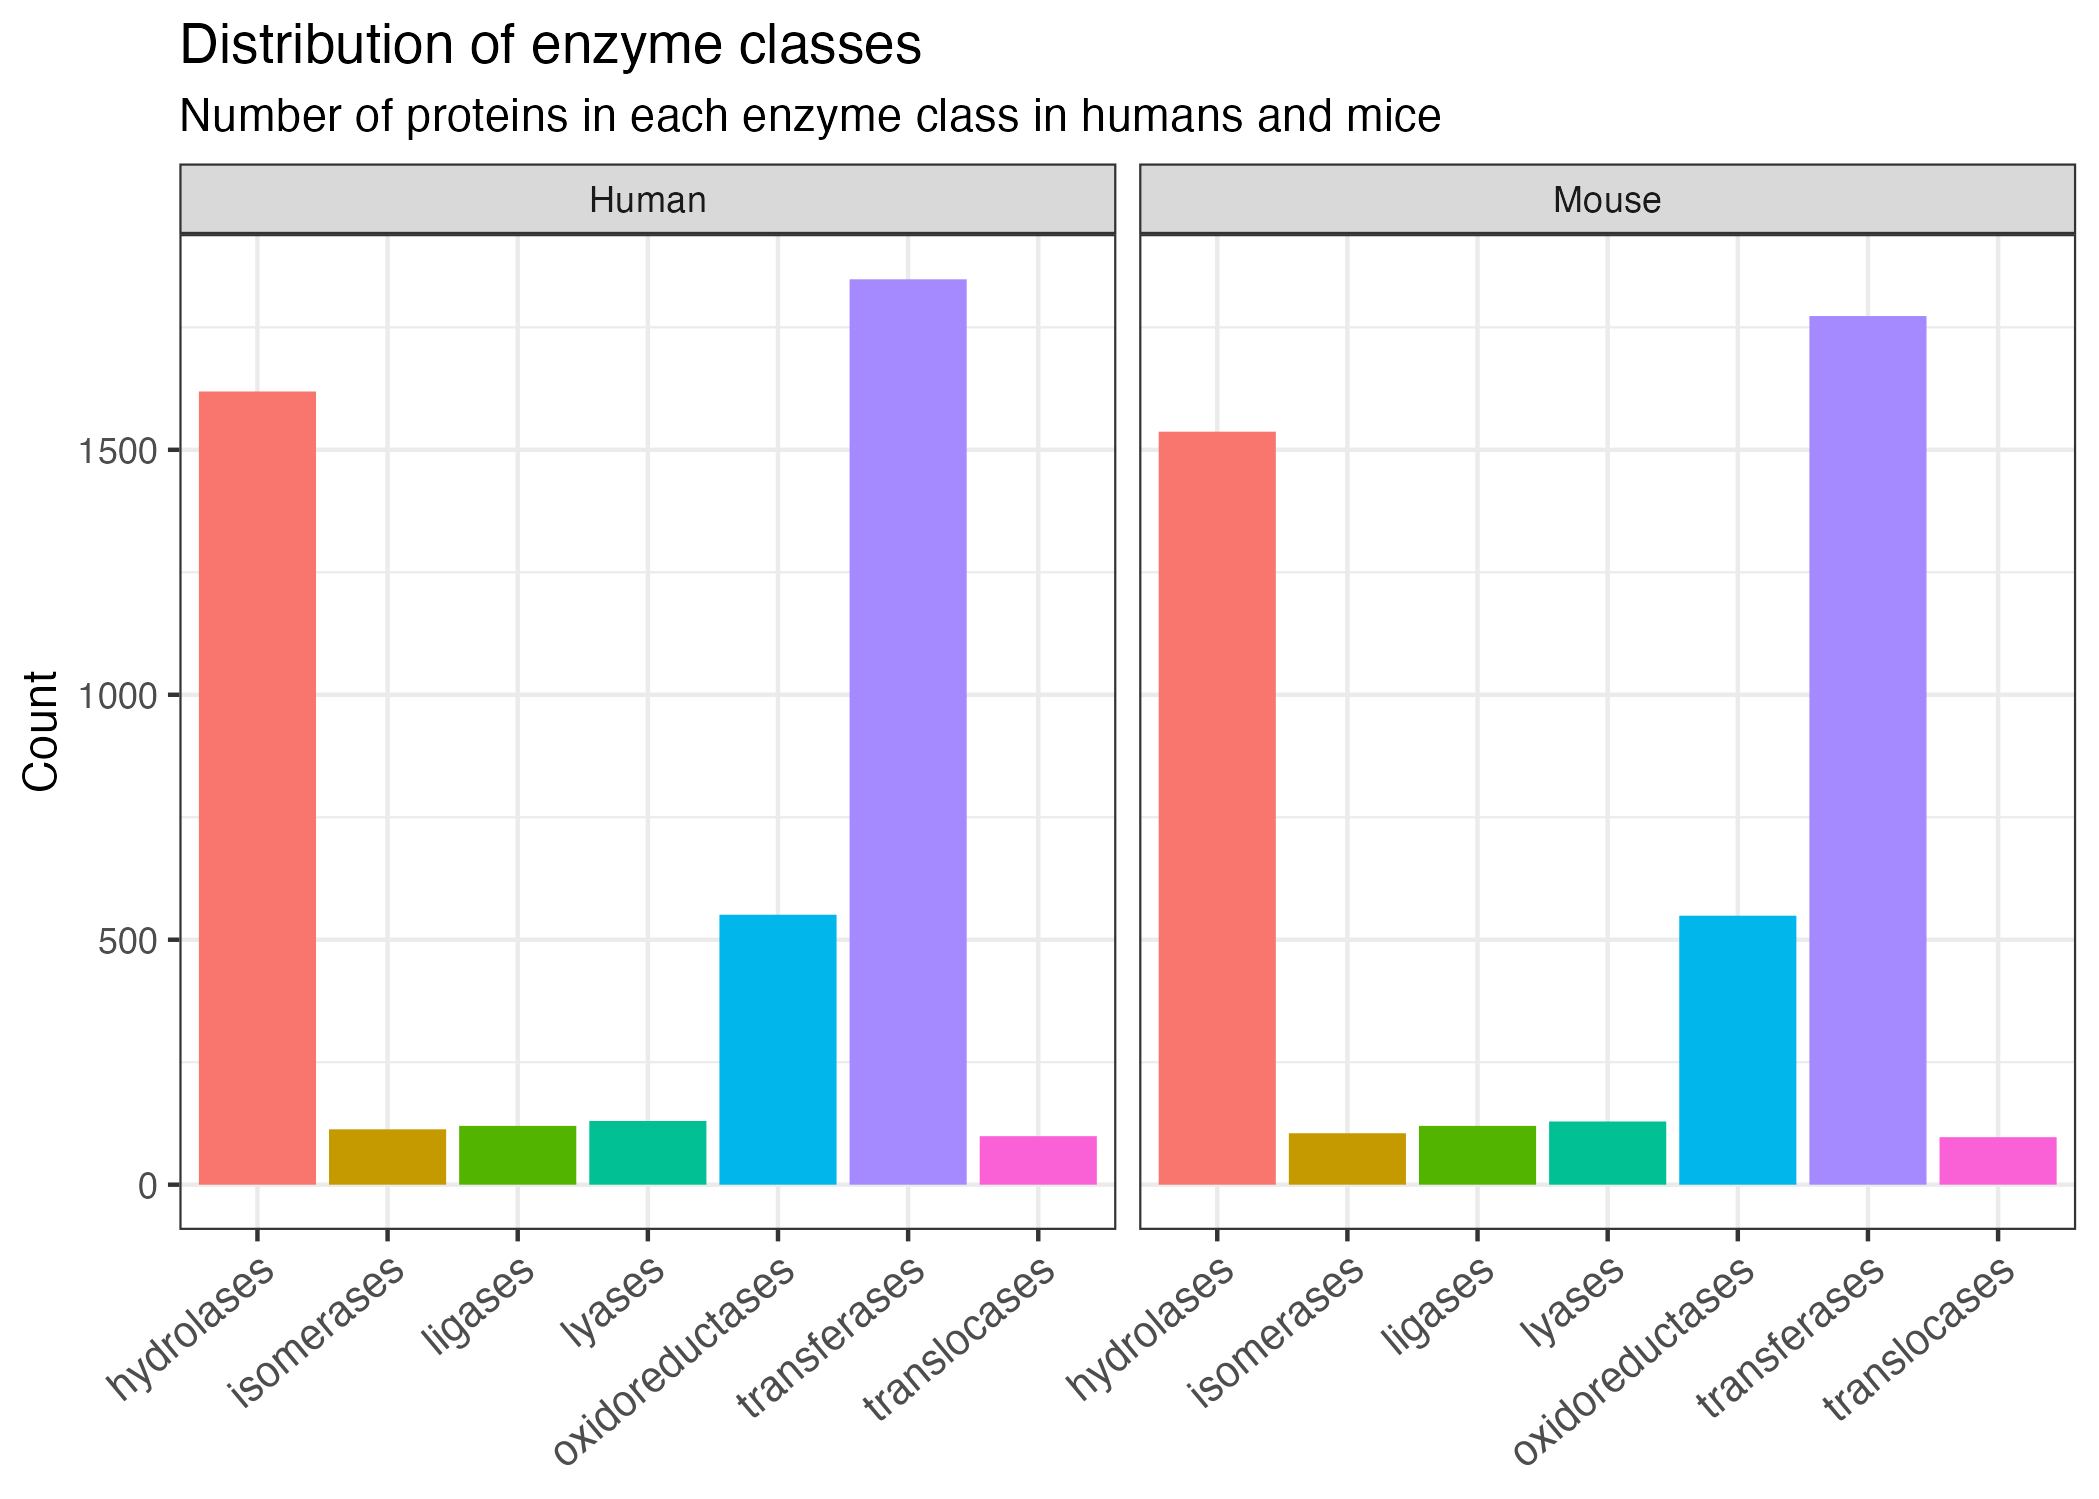 Distribution of enzyme classes
Number of proteins in each enzyme class in humans and mice
Human
Mouse
Count
1500
1000
500
0
hydrolases
isomerases
ligases
lyases
oxidoreductases
transferases
translocases
hydrolases
isomerases
ligases
lyases
oxidoreductases
transferases
translocases